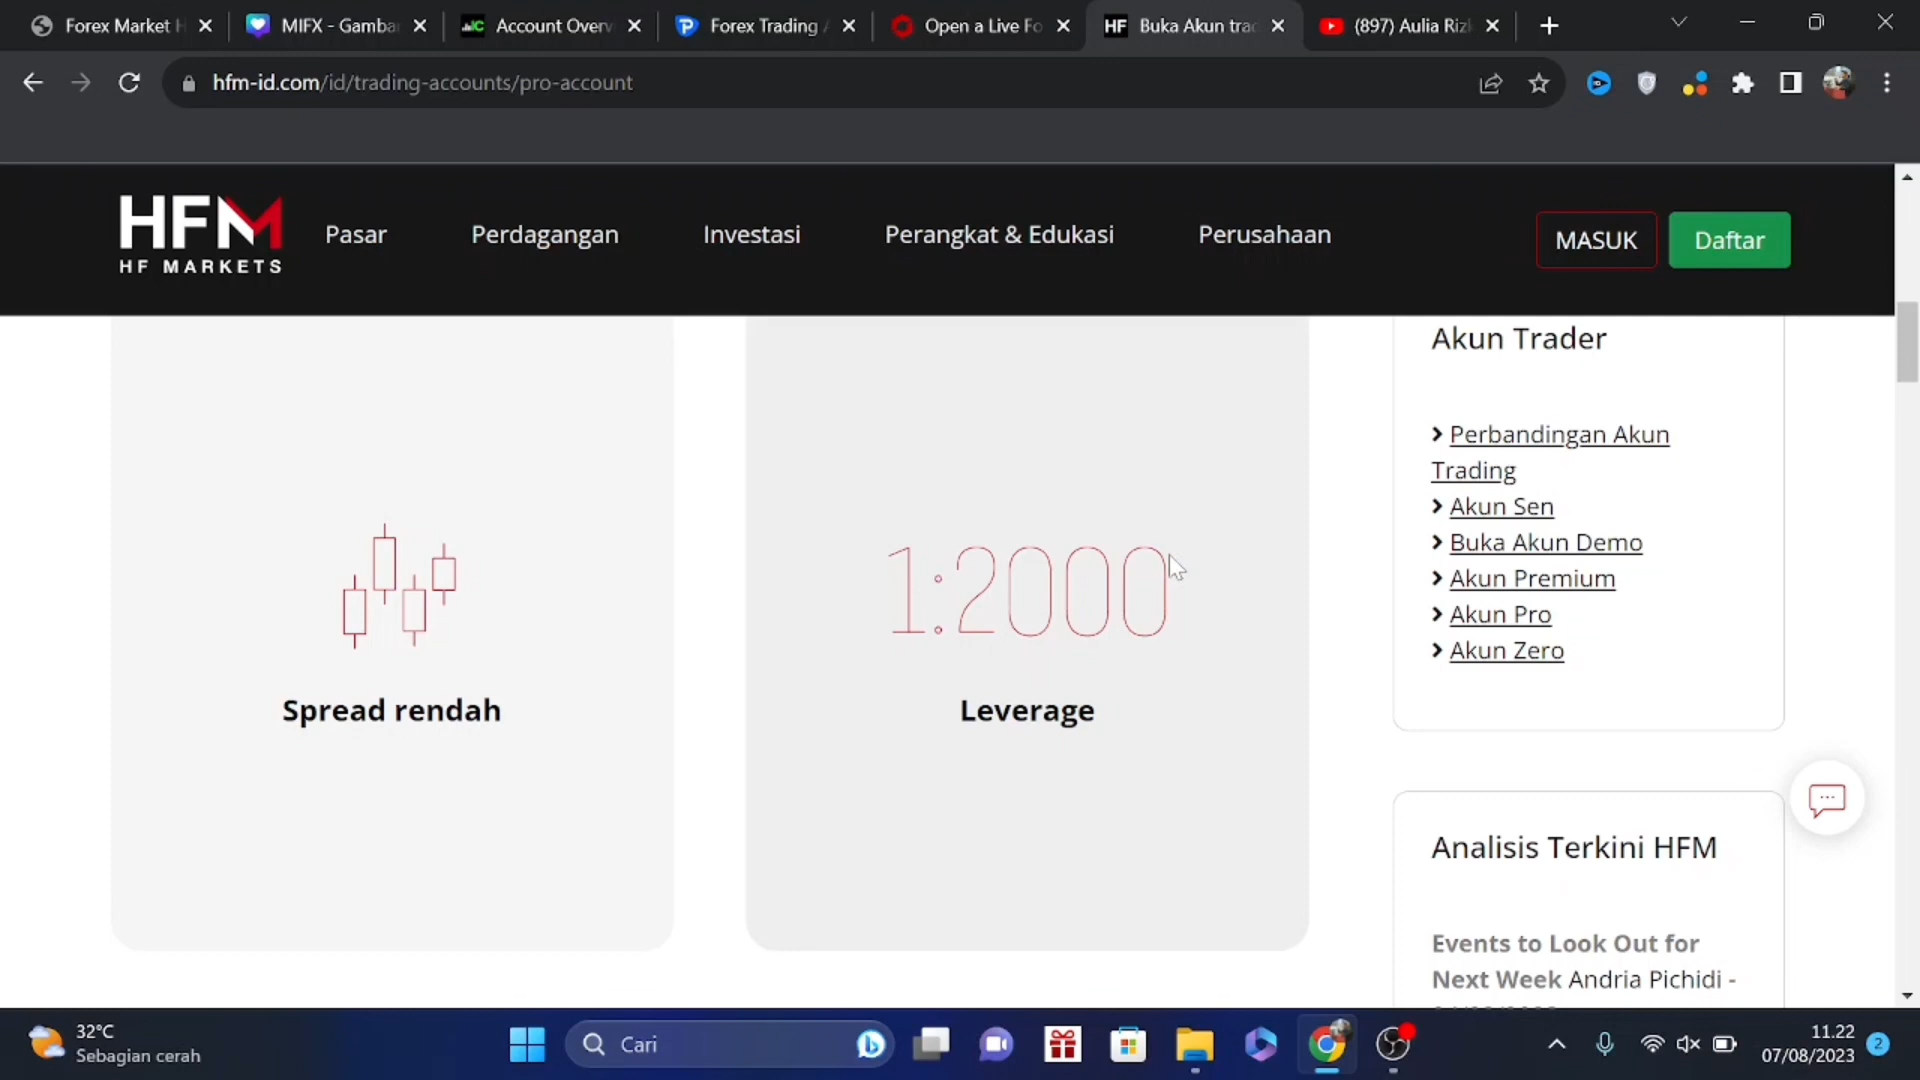 Forex Market H
MIFX - Gamba
Account Overv
Forex Trading A
Open a Live Fo
HF Buka Akun trad
(897) Aulia Rizk
hfm-id.com/id/trading-accounts/pro-account
HFM
HF MARKETS
Pasar
Perdagangan
Investasi
Perangkat & Edukasi
Perusahaan
MASUK
Daftar
Spread rendah
1:2000
Leverage
Akun Trader
Perbandingan Akun
Trading
Akun Sen
Buka Akun Demo
Akun Premium
Akun Pro
Akun Zero
Analisis Terkini HFM
Events to Look Out for
Next Week Andria Pichidi -
32°C
Sebagian cerah
Cari
11.22
07/08/2023
2